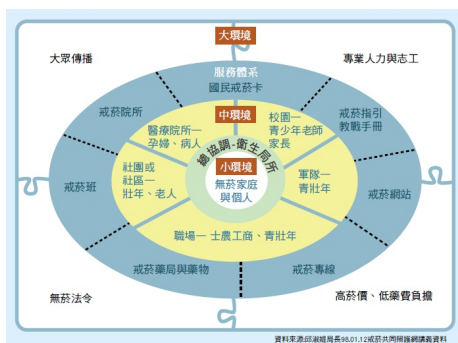 大環境
大眾傳播
專業人力與志工
服務體系
國民戒菸卡
戒菸院所
戒菸指引
教戰手冊
中環境
醫療院所—
孕婦、病人
校園—
青少年老師
家長
總協調-衛生局所
小環境
無菸家庭
與個人
戒菸班
社團或
社區—
壯年、老人
軍隊—
青壯年
戒菸網站
職場— 士農工商、青壯年
戒菸藥局與藥物
戒菸專線
無菸法令
高菸價、低藥費負擔
資料來源:邱淑媞局長98.01.12戒菸共同照護網講義資料